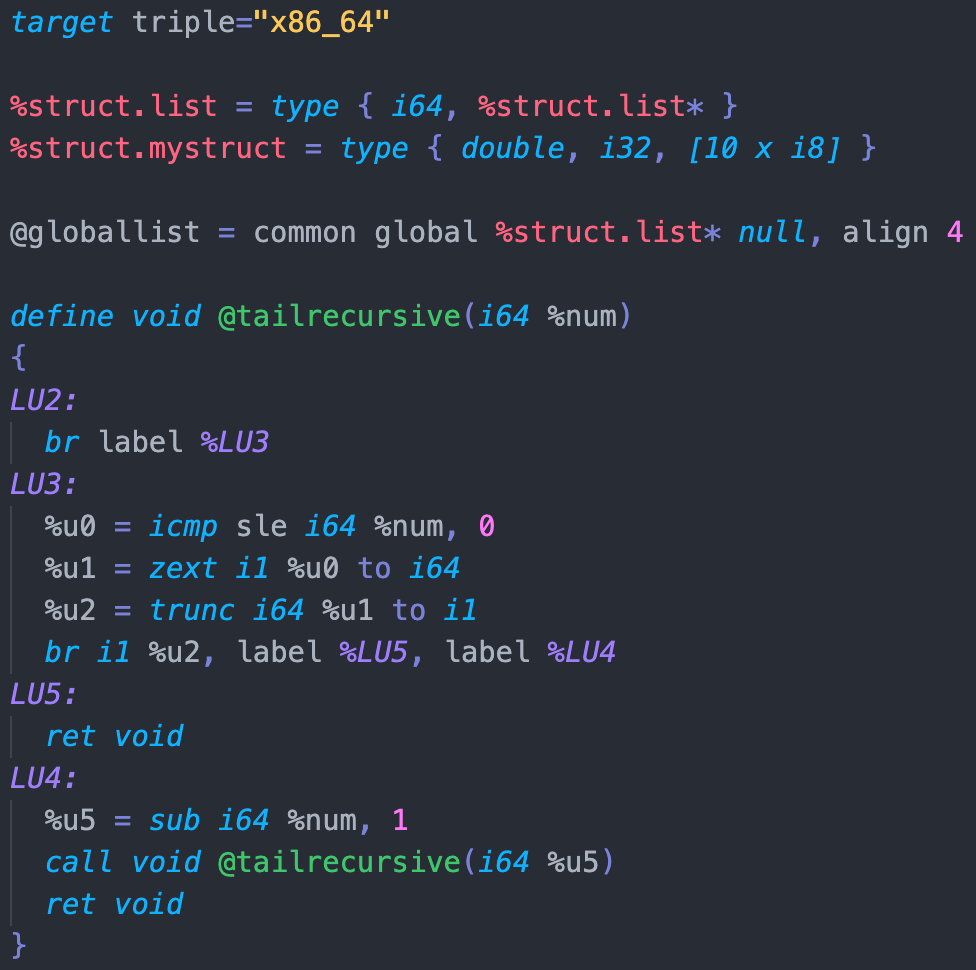 target triple="x86_64"

%struct.list = type { i64, %struct.list* }
%struct.mystruct = type { double, i32, [10 x i8] }

@globallist = common global %struct.list* null, align 4

define void @tailrecursive(i64 %num)
{
LU2:
  br label %LU3
LU3:
  %u0 = icmp sle i64 %num, 0
  %u1 = zext i1 %u0 to i64
  %u2 = trunc i64 %u1 to i1
  br i1 %u2, label %LU5, label %LU4
LU5:
  ret void
LU4:
  %u5 = sub i64 %num, 1
  call void @tailrecursive(i64 %u5)
  ret void
}